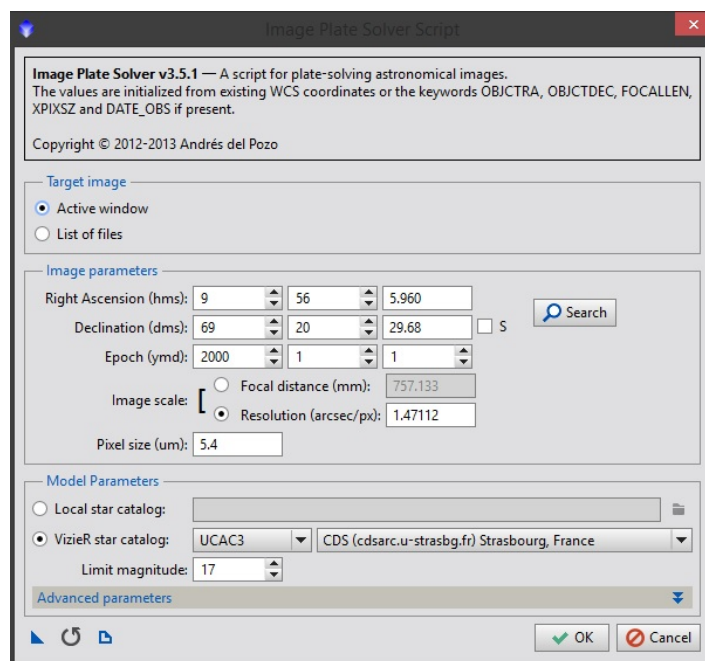 Image Plate Solver Script
Image Plate Solver v3.5.1 — A script for plate-solving astronomical images.
The values are initialized from existing WCS coordinates or the keywords OBJCTRA, OBJCTDEC, FOCALLEN,
XPIXSZ and DATE_OBS if present.
Copyright © 2012-2013 Andrés del Pozo
Target image
Active window
List of files
Image parameters
Right Ascension (hms): 9 56 5.960
Search
Declination (dms): 69 20 29.68 S
Epoch (ymd): 2000 1 1
Image scale:
Focal distance (mm): 757.133
Resolution (arcsec/px): 1.47112
Pixel size (um): 5.4
Model Parameters
Local star catalog:
VizieR star catalog: UCAC3 CDS (cdsarc.u-strasbg.fr) Strasbourg, France
Limit magnitude: 17
Advanced parameters
OK Cancel